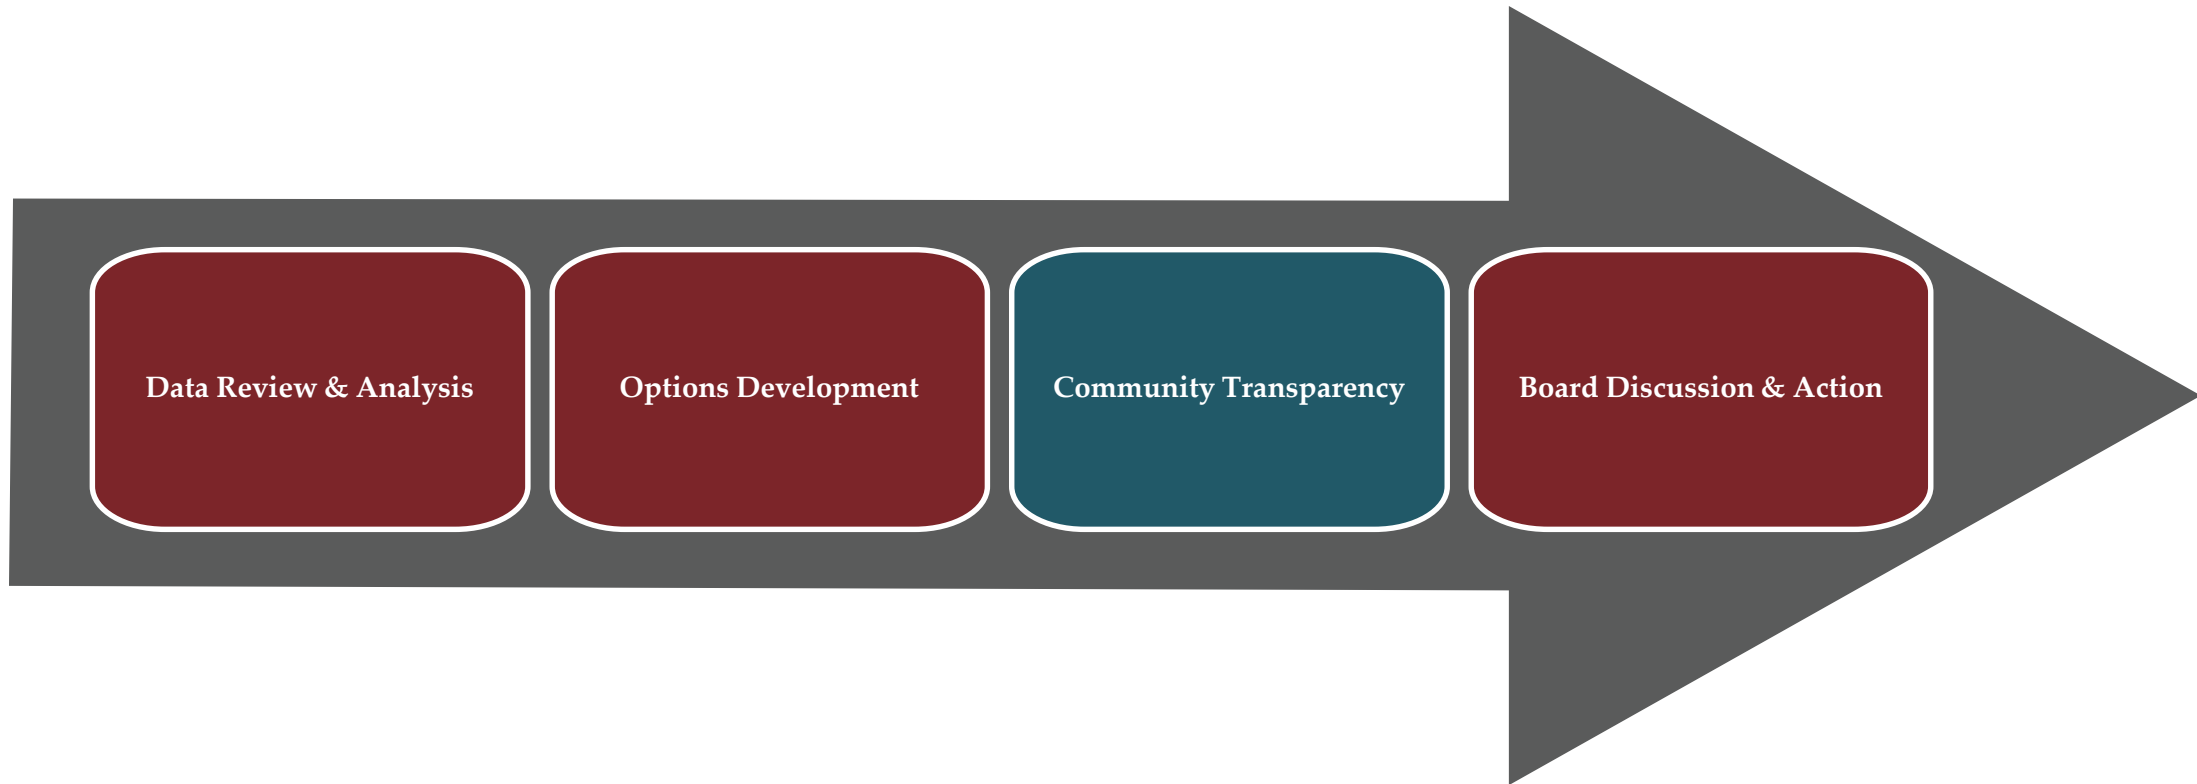 Data Review & Analysis
Options Development
Community Transparency
Board Discussion & Action